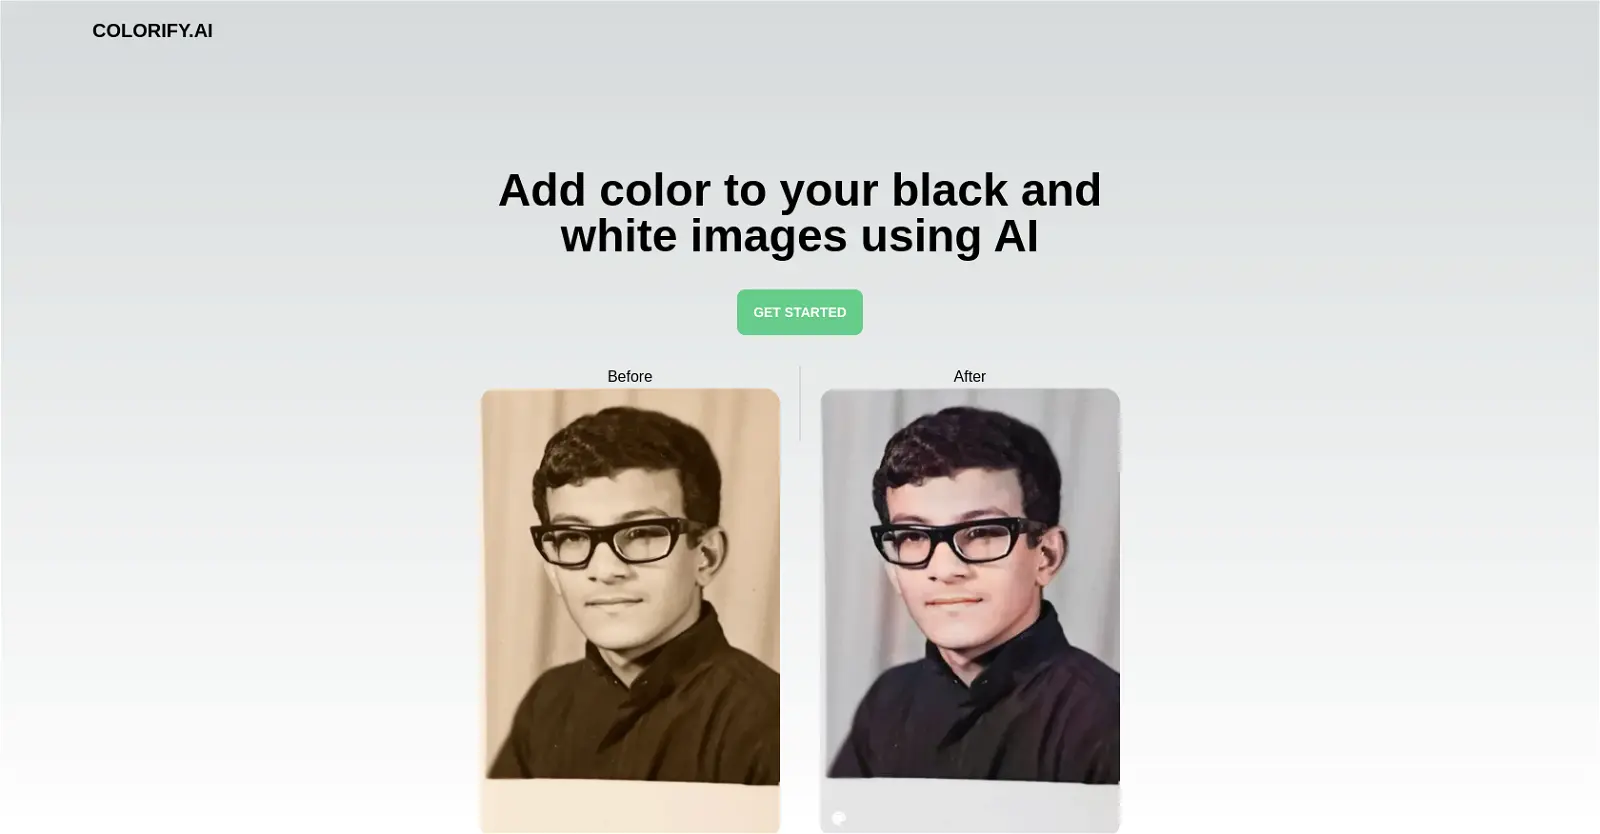 COLORIFY.AI
Add color to your black and
white images using AI
GET STARTED
Before
After